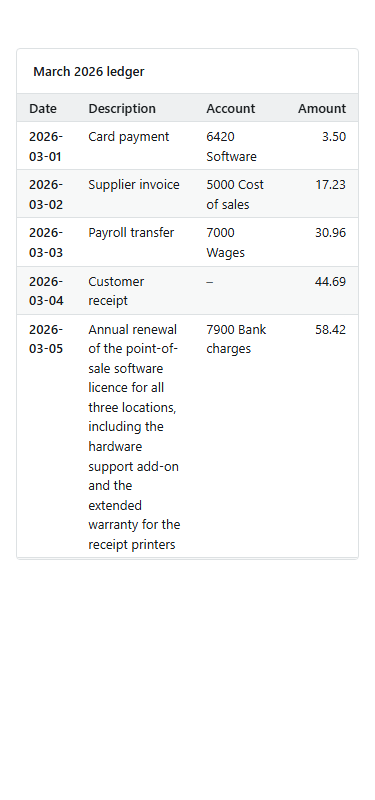 March 2026 ledger
Date Description Account Amount
2026- Card payment 6420 3.50
03-01 Software
2026- Supplier invoice 5000 Cost 17.23
03-02 of sales
2026- Payroll transfer 7000 30.96
03-03 Wages
2026- Customer – 44.69
03-04 receipt
2026- Annual renewal 7900 Bank 58.42
03-05 of the point-of- charges
sale software
licence for all
three locations,
including the
hardware
support add-on
and the
extended
warranty for the
receipt printers